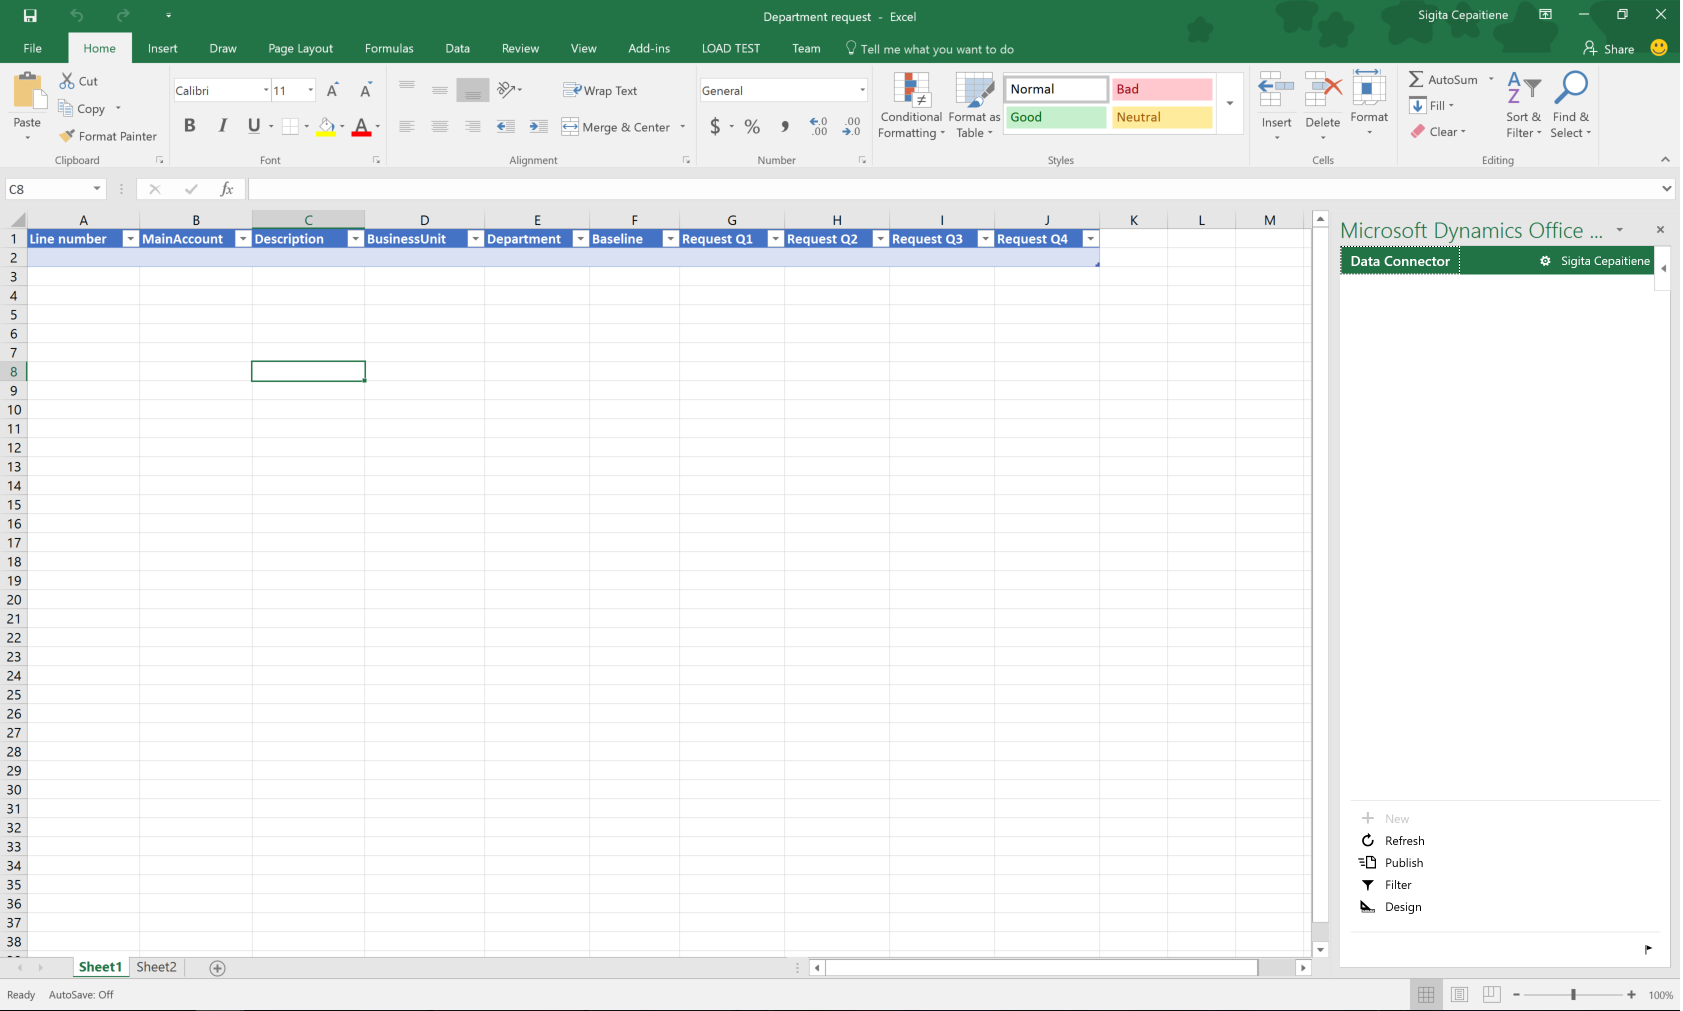 Department request - Excel
Sigita Cepaitiene
File Home Insert Draw Page Layout Formulas Data Review View Add-ins LOAD TEST Team Tell me what you want to do Share
Paste
Cut
Copy
Format Painter
Clipboard
Calibri 11 A A
B I U A
Font
Wrap Text
Merge & Center
Alignment
General
$ % , .0 .00 .00 .0
Number
Conditional Formatting
Format as Table
Normal Bad
Good Neutral
Styles
Insert Delete Format
Cells
AutoSum
Fill
Clear
Sort & Filter
Find & Select
Editing
C8 fx
A B C D E F G H I J K L M
1 Line number MainAccount Description BusinessUnit Department Baseline Request Q1 Request Q2 Request Q3 Request Q4
2
3
4
5
6
7
8
9
10
11
12
13
14
15
16
17
18
19
20
21
22
23
24
25
26
27
28
29
30
31
32
33
34
35
36
37
38
Microsoft Dynamics Office ...
Data Connector Sigita Cepaitiene
New
Refresh
Publish
Filter
Design
Sheet1 Sheet2
Ready AutoSave: Off
100%